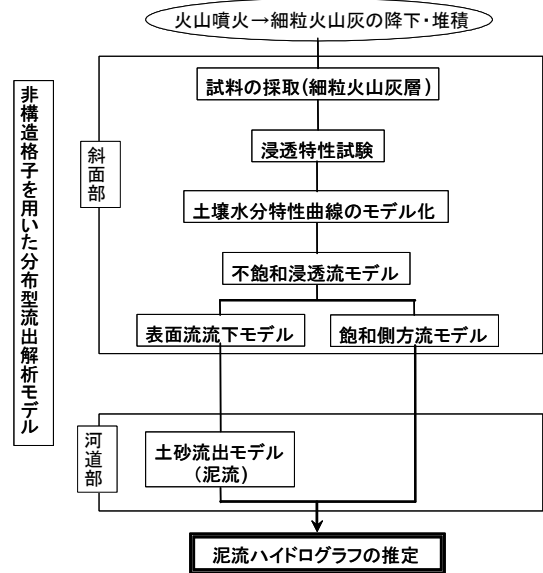 火山噴火→細粒火山灰の降下・堆積
非構造格子を用いた分布型流出解析モデル
斜面部
試料の採取(細粒火山灰層)
浸透特性試験
土壌水分特性曲線のモデル化
不飽和浸透流モデル
表面流流下モデル
飽和側方流モデル
河道部
土砂流出モデル
(泥流)
泥流ハイドログラフの推定